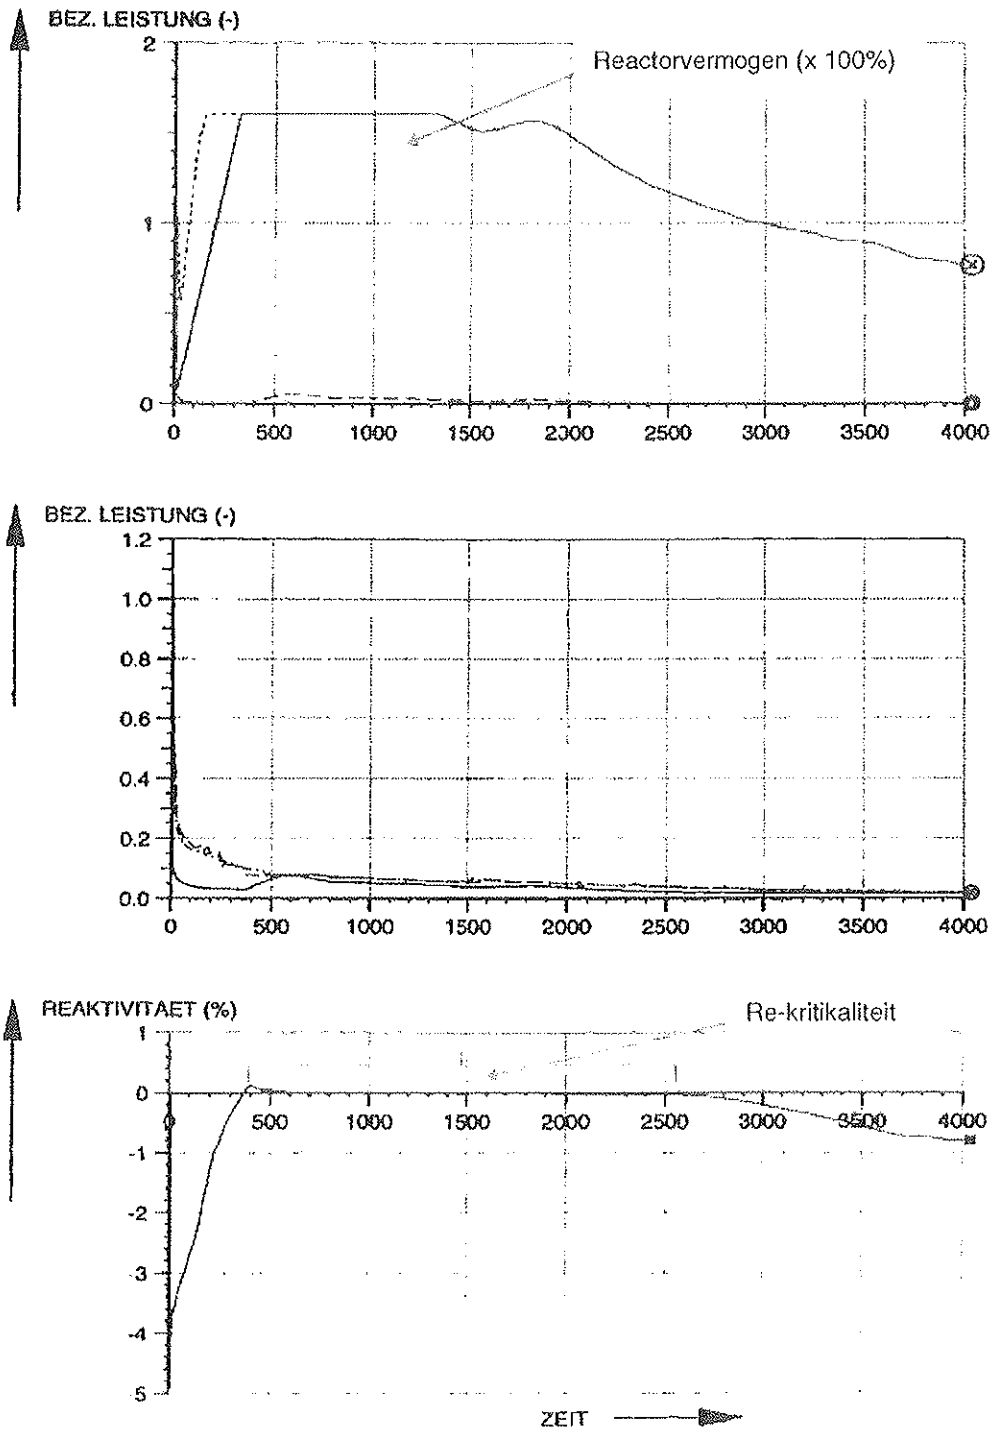 BEZ. LEISTUNG (-)
Reactorvermogen (x 100%)
2
1
0
0 500 1000 1500 2000 2500 3000 3500 4000
BEZ. LEISTUNG (-)
1.2
1.0
0.8
0.6
0.4
0.2
0.0
0 500 1000 1500 2000 2500 3000 3500 4000
REAKTIVITAET (%)
Re-kritikaliteit
1
0
0 500 1000 1500 2000 2500 3000 3500 4000
-1
-2
-3
-4
-5
ZEIT